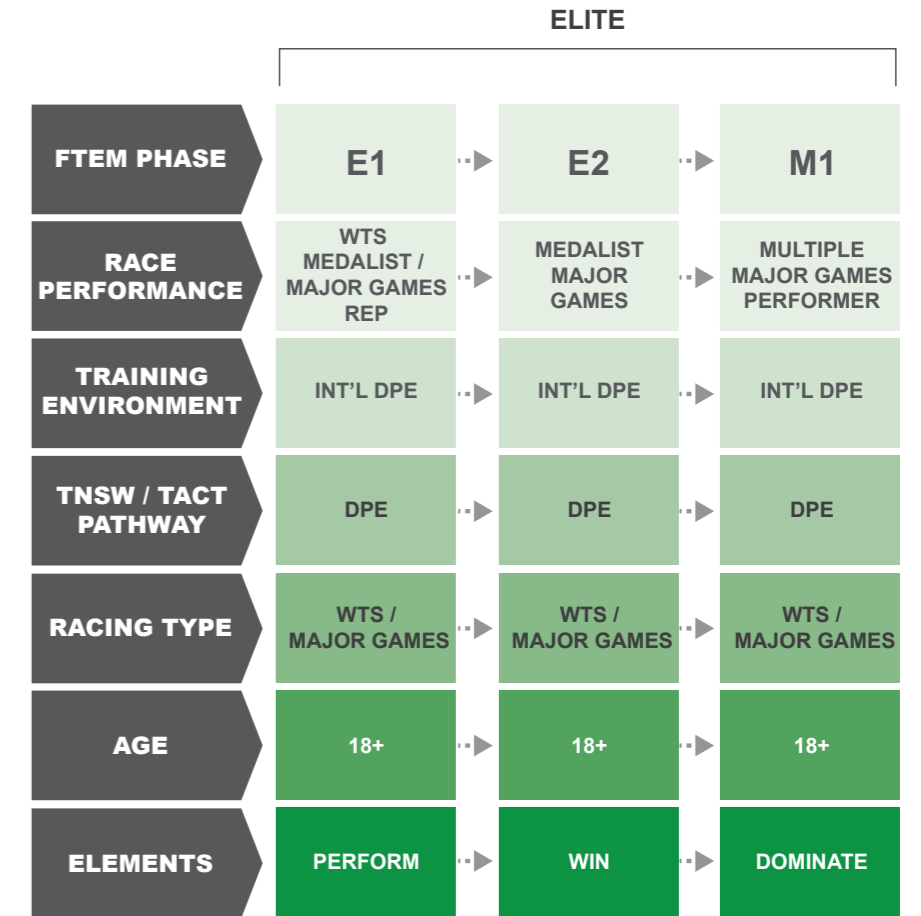 ELITE
FTEM PHASE
E1
E2
M1
RACE
PERFORMANCE
WTS
MEDALIST /
MAJOR GAMES
REP
MEDALIST
MAJOR
GAMES
MULTIPLE
MAJOR GAMES
PERFORMER
TRAINING
ENVIRONMENT
INT'L DPE
INT'L DPE
INT'L DPE
TNSW / TACT
PATHWAY
DPE
DPE
DPE
RACING TYPE
WTS /
MAJOR GAMES
WTS /
MAJOR GAMES
WTS /
MAJOR GAMES
AGE
18+
18+
18+
ELEMENTS
PERFORM
WIN
DOMINATE